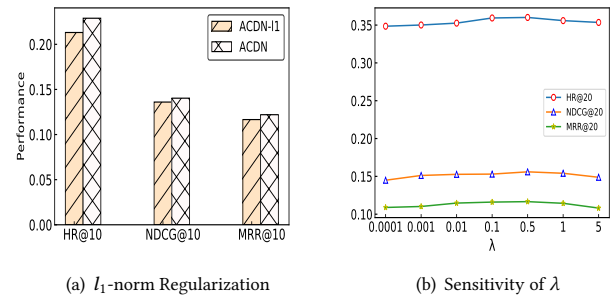 ACDN-l1
ACDN
Performance
0.20
0.15
0.10
0.05
0.00
HR@10
NDCG@10
MRR@10
(a) l₁-norm Regularization
HR@20
NDCG@20
MRR@20
0.35
0.30
0.25
0.20
0.15
0.10
0.0001 0.001 0.01 0.1 0.5 1 5
λ
(b) Sensitivity of λ